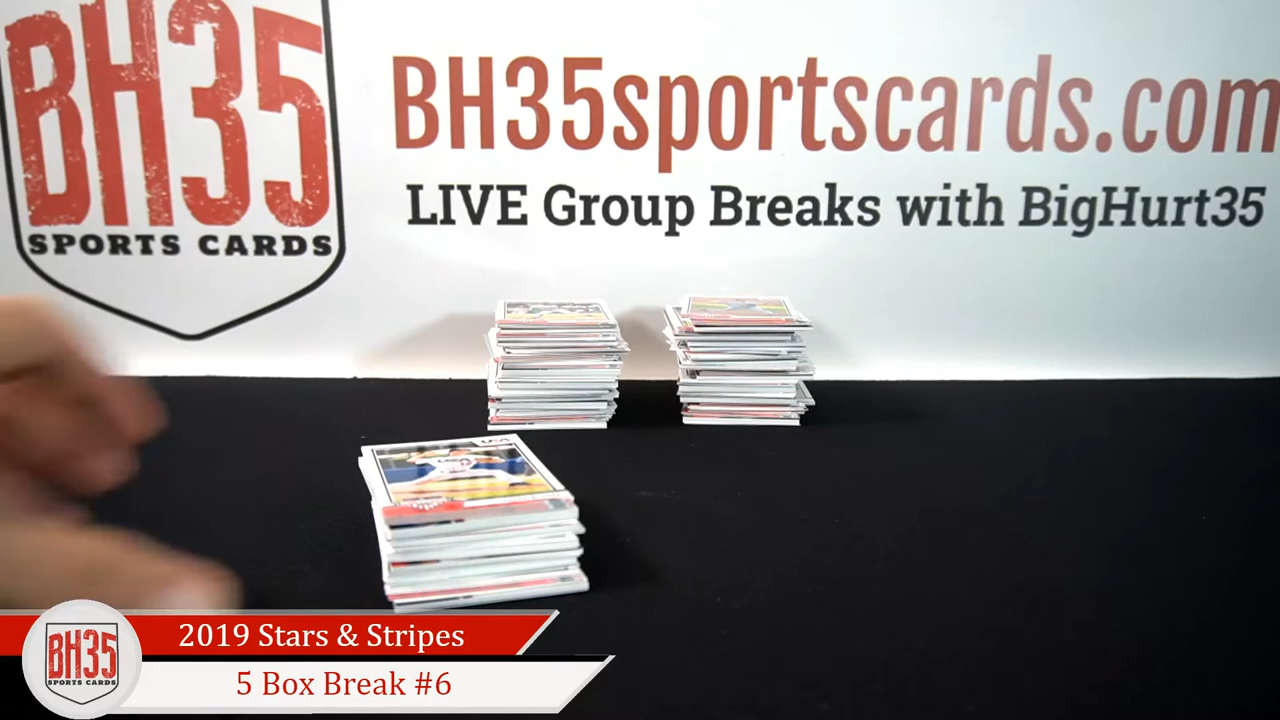 BH35
SPORTS CARDS
BH35sportscards.com
LIVE Group Breaks with BigHurt35
USA
BH35
SPORTS CARDS
2019 Stars & Stripes
5 Box Break #6